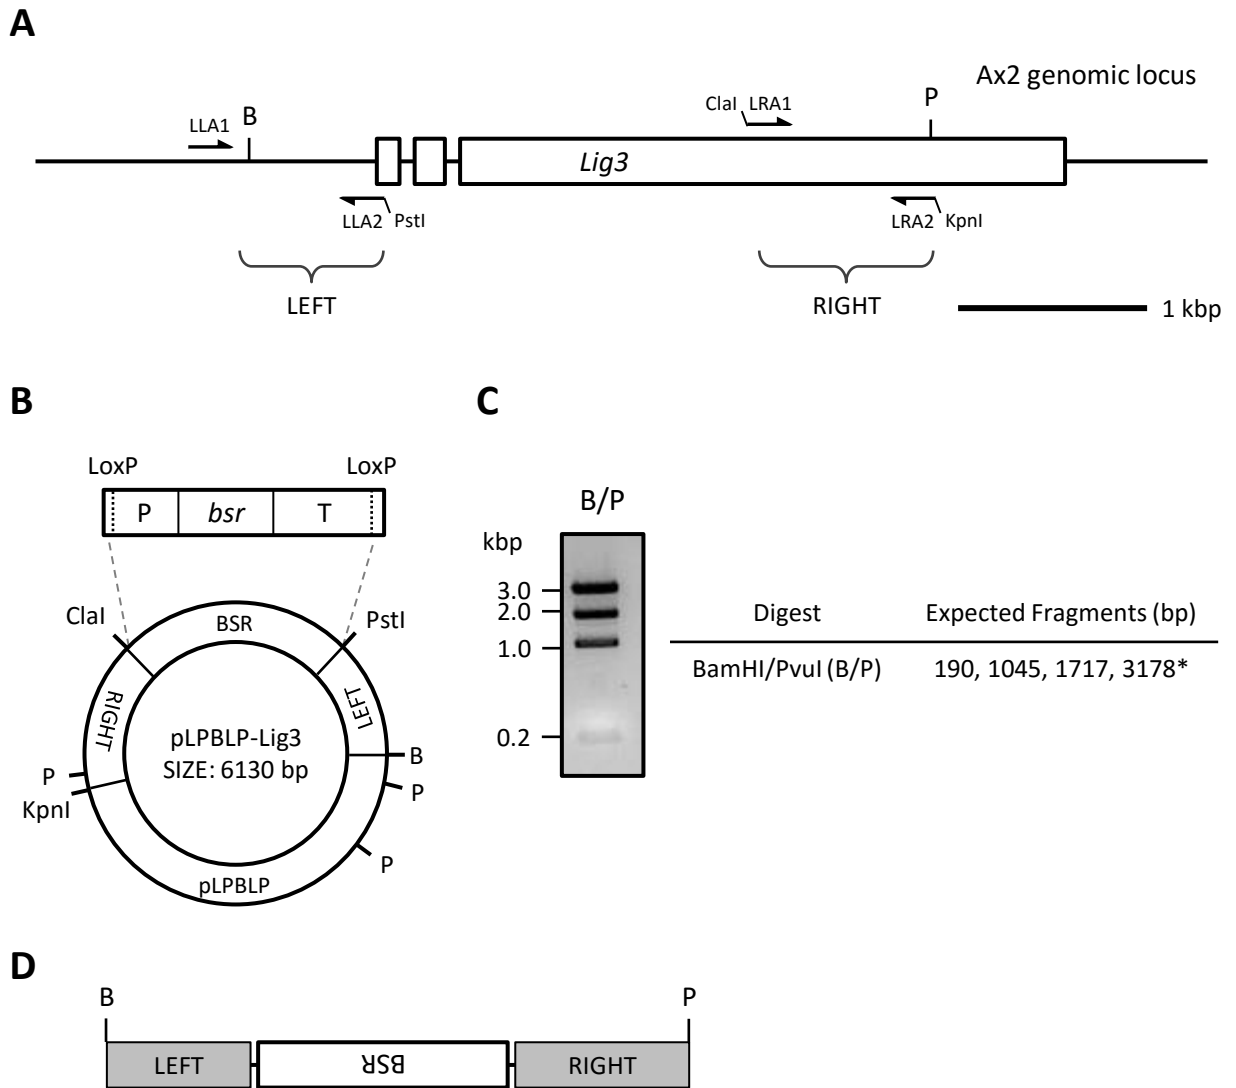 A
Ax2 genomic locus
LLA1
B
ClaI
LRA1
P
Lig3
LLA2
PstI
LRA2
KpnI
LEFT
RIGHT
1 kbp
B
LoxP
LoxP
P
bsr
T
ClaI
BSR
PstI
RIGHT
LEFT
pLPBLP-Lig3
SIZE: 6130 bp
B
P
P
KpnI
P
pLPBLP
C
B/P
kbp
3.0
2.0
1.0
0.2
Digest
Expected Fragments (bp)
BamHI/PvuI (B/P)
190, 1045, 1717, 3178*
D
B
P
LEFT
BSR
RIGHT